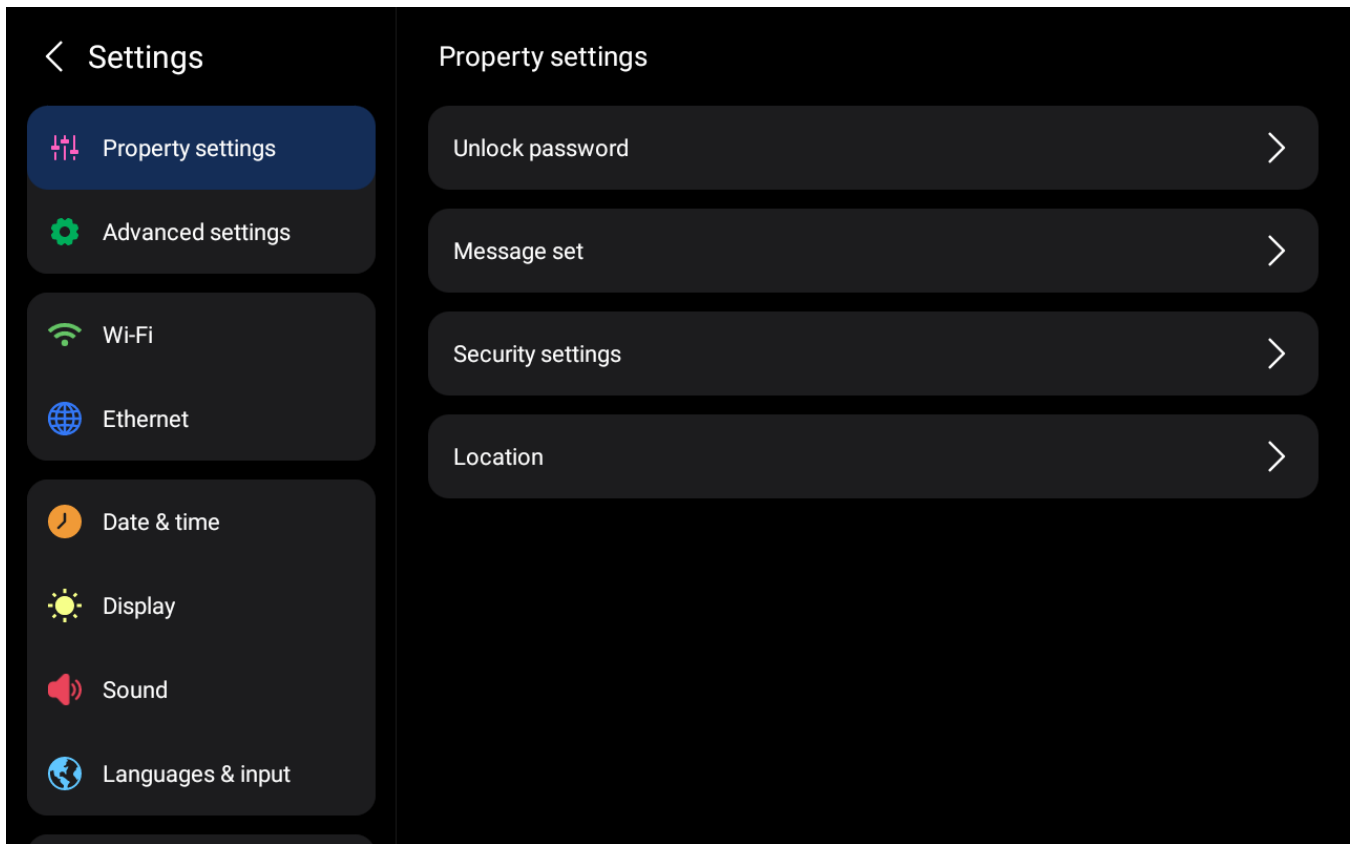 Settings
Property settings
Advanced settings
Wi-Fi
Ethernet
Date & time
Display
Sound
Languages & input
Property settings
Unlock password
Message set
Security settings
Location